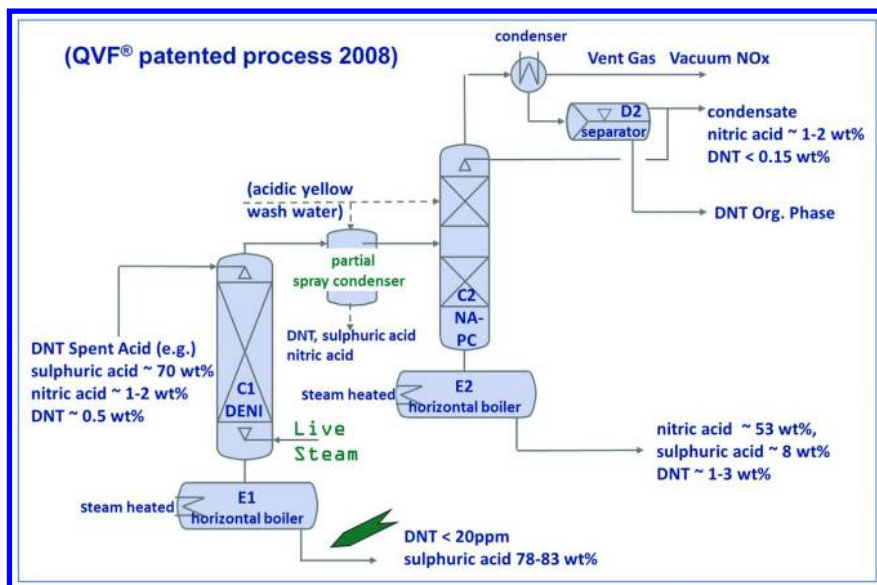 (QVF® patented process 2008)
condenser
Vent Gas Vacuum NOx
D2
separator
condensate
nitric acid ~ 1-2 wt%
DNT < 0.15 wt%
DNT Org. Phase
(acidic yellow
wash water)
partial
spray condenser
DNT, sulphuric acid
nitric acid
C2
NA-
PC
DNT Spent Acid (e.g.)
sulphuric acid ~ 70 wt%
nitric acid ~ 1-2 wt%
DNT ~ 0.5 wt%
C1
DENI
Live
Steam
steam heated
E2
horizontal boiler
nitric acid ~ 53 wt%,
sulphuric acid ~ 8 wt%
DNT ~ 1-3 wt%
steam heated
E1
horizontal boiler
DNT < 20ppm
sulphuric acid 78-83 wt%